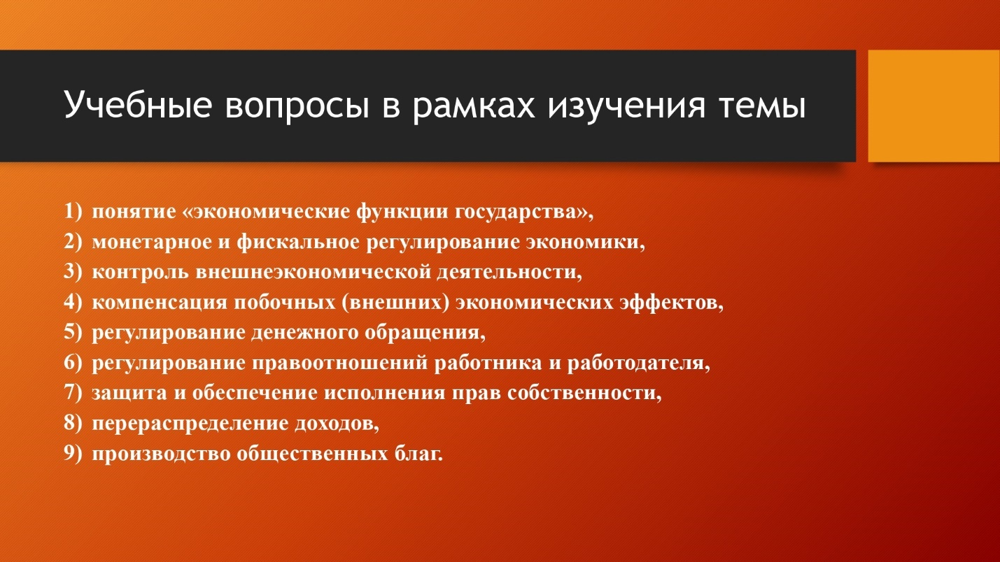 Учебные вопросы в рамках изучения темы
1) понятие «экономические функции государства»,
2) монетарное и фискальное регулирование экономики,
3) контроль внешнеэкономической деятельности,
4) компенсация побочных (внешних) экономических эффектов,
5) регулирование денежного обращения,
6) регулирование правоотношений работника и работодателя,
7) защита и обеспечение исполнения прав собственности,
8) перераспределение доходов,
9) производство общественных благ.